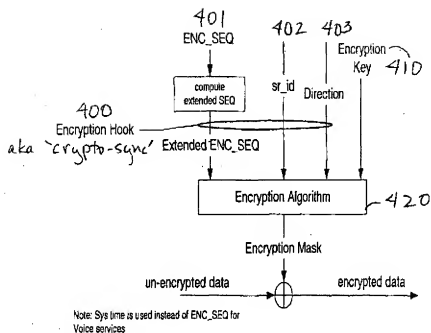 401 402 403
ENC_SEQ
Encryption
Key 410
compute
extended SEQ
sr_id
Direction
400
Encryption Hook
aka "crypto-sync"
Extended ENC_SEQ
Encryption Algorithm
420
Encryption Mask
un-encrypted data
encrypted data
Note: Sys time is used instead of ENC_SEQ for
Voice services